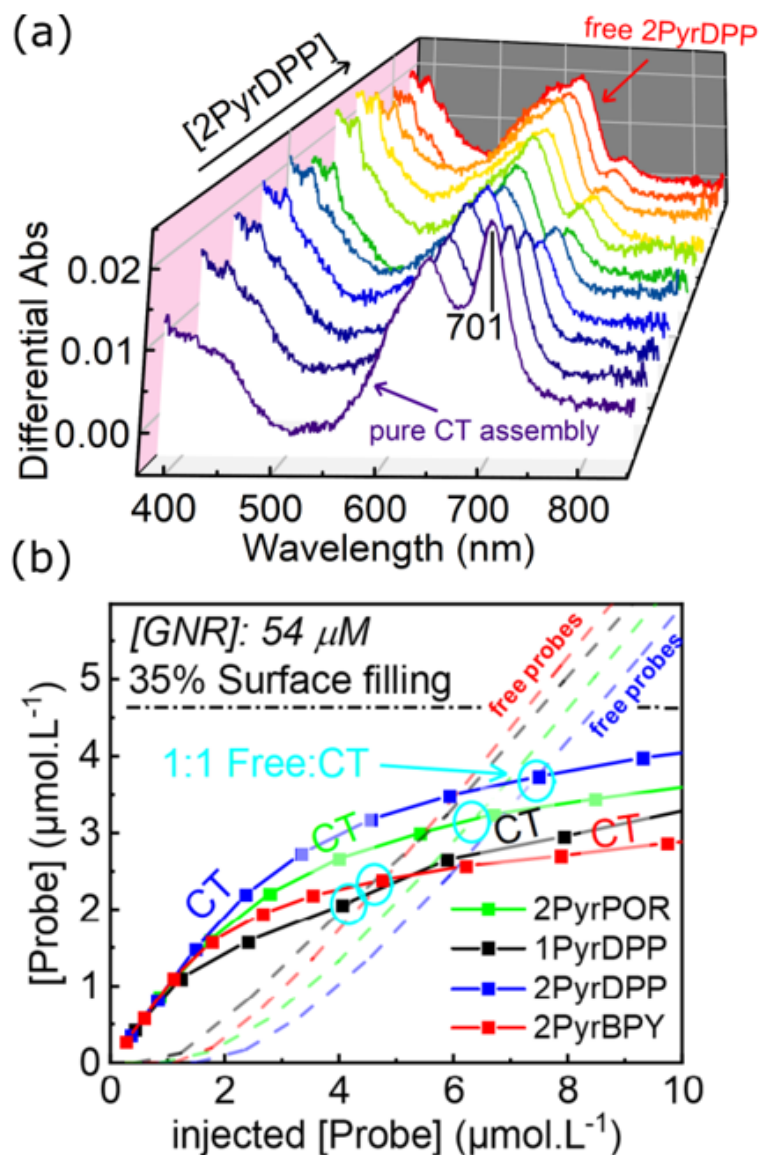 (a)
free 2PyrDPP
[2PyrDPP]
0.02
0.01
0.00
Differential Abs
701
pure CT assembly
400 500 600 700 800
Wavelength (nm)
(b)
[GNR]: 54 μM
35% Surface filling
free probes
free probes
1:1 Free:CT
CT
CT
CT
CT
2PyrPOR
1PyrDPP
2PyrDPP
2PyrBPY
5
4
3
2
1
0
[Probe] (μmol.L⁻¹)
0 2 4 6 8 10
injected [Probe] (μmol.L⁻¹)